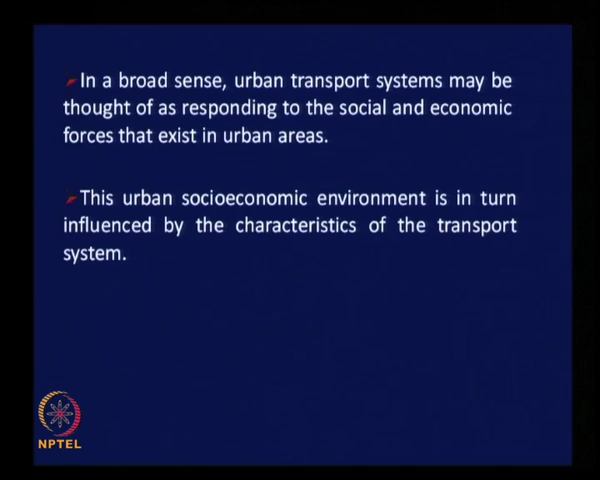 In a broad sense, urban transport systems may be
thought of as responding to the social and economic
forces that exist in urban areas.
This urban socioeconomic environment is in turn
influenced by the characteristics of the transport
system.
NPTEL